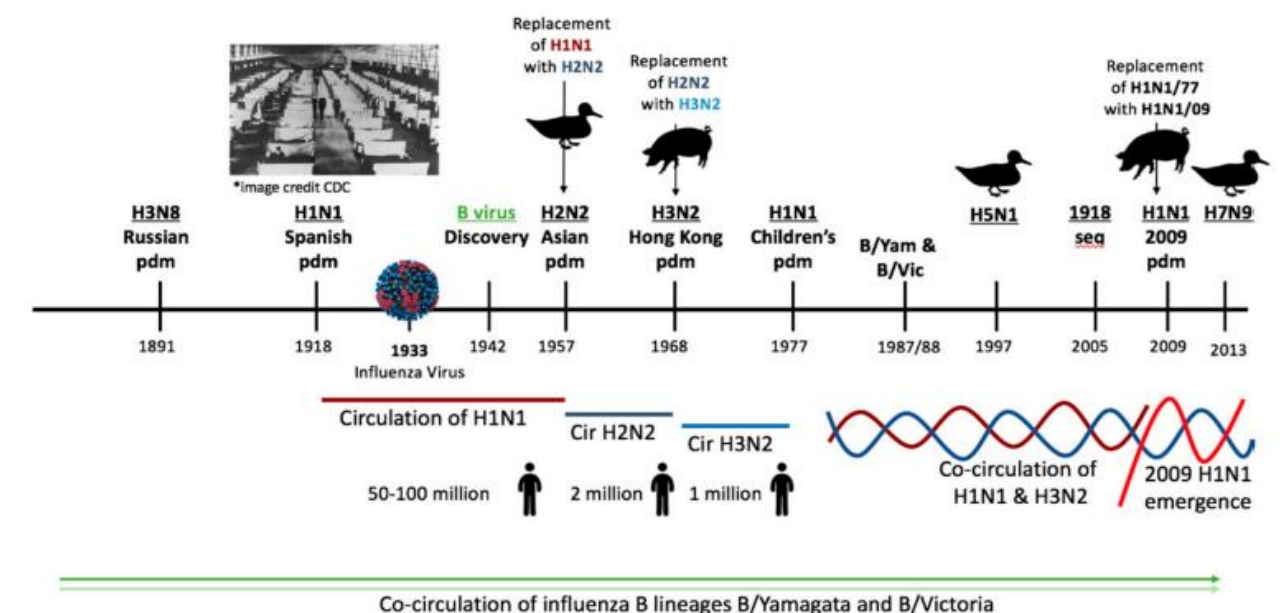 Replacement
of H1N1
with H2N2
Replacement
of H2N2
with H3N2
Replacement
of H1N1/77
with H1N1/09
*image credit CDC
H3N8
Russian
pdm
H1N1
Spanish
pdm
B virus
Discovery
H2N2
Asian
pdm
H3N2
Hong Kong
pdm
H1N1
Children's
pdm
B/Yam &
B/Vic
H5N1
1918
seq
H1N1
2009
pdm
H7N9
1891
1918
1933
Influenza Virus
1942
1957
1968
1977
1987/88
1997
2005
2009
2013
Circulation of H1N1
Cir H2N2
Cir H3N2
50-100 million
2 million
1 million
Co-circulation of
H1N1 & H3N2
2009 H1N1
emergence
Co-circulation of influenza B lineages B/Yamagata and B/Victoria